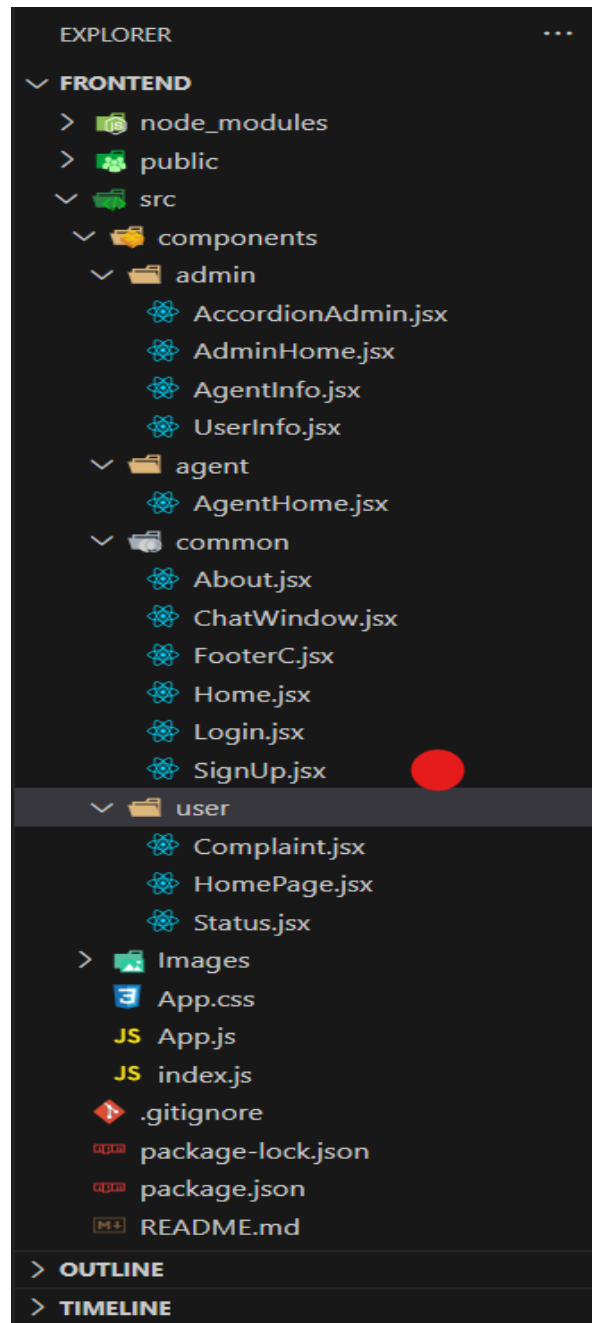 EXPLORER ...
FRONTEND
node_modules
public
src
components
admin
AccordionAdmin.jsx
AdminHome.jsx
AgentInfo.jsx
UserInfo.jsx
agent
AgentHome.jsx
common
About.jsx
ChatWindow.jsx
FooterC.jsx
Home.jsx
Login.jsx
SignUp.jsx
user
Complaint.jsx
HomePage.jsx
Status.jsx
Images
App.css
JS App.js
JS index.js
.gitignore
package-lock.json
package.json
README.md
OUTLINE
TIMELINE